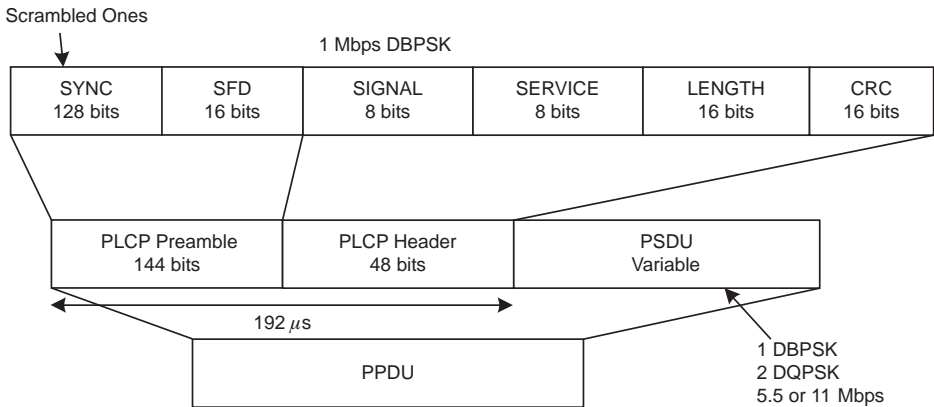 Scrambled Ones
1 Mbps DBPSK
SYNC
128 bits
SFD
16 bits
SIGNAL
8 bits
SERVICE
8 bits
LENGTH
16 bits
CRC
16 bits
PLCP Preamble
144 bits
PLCP Header
48 bits
PSDU
Variable
192 μs
PPDU
1 DBPSK
2 DQPSK
5.5 or 11 Mbps